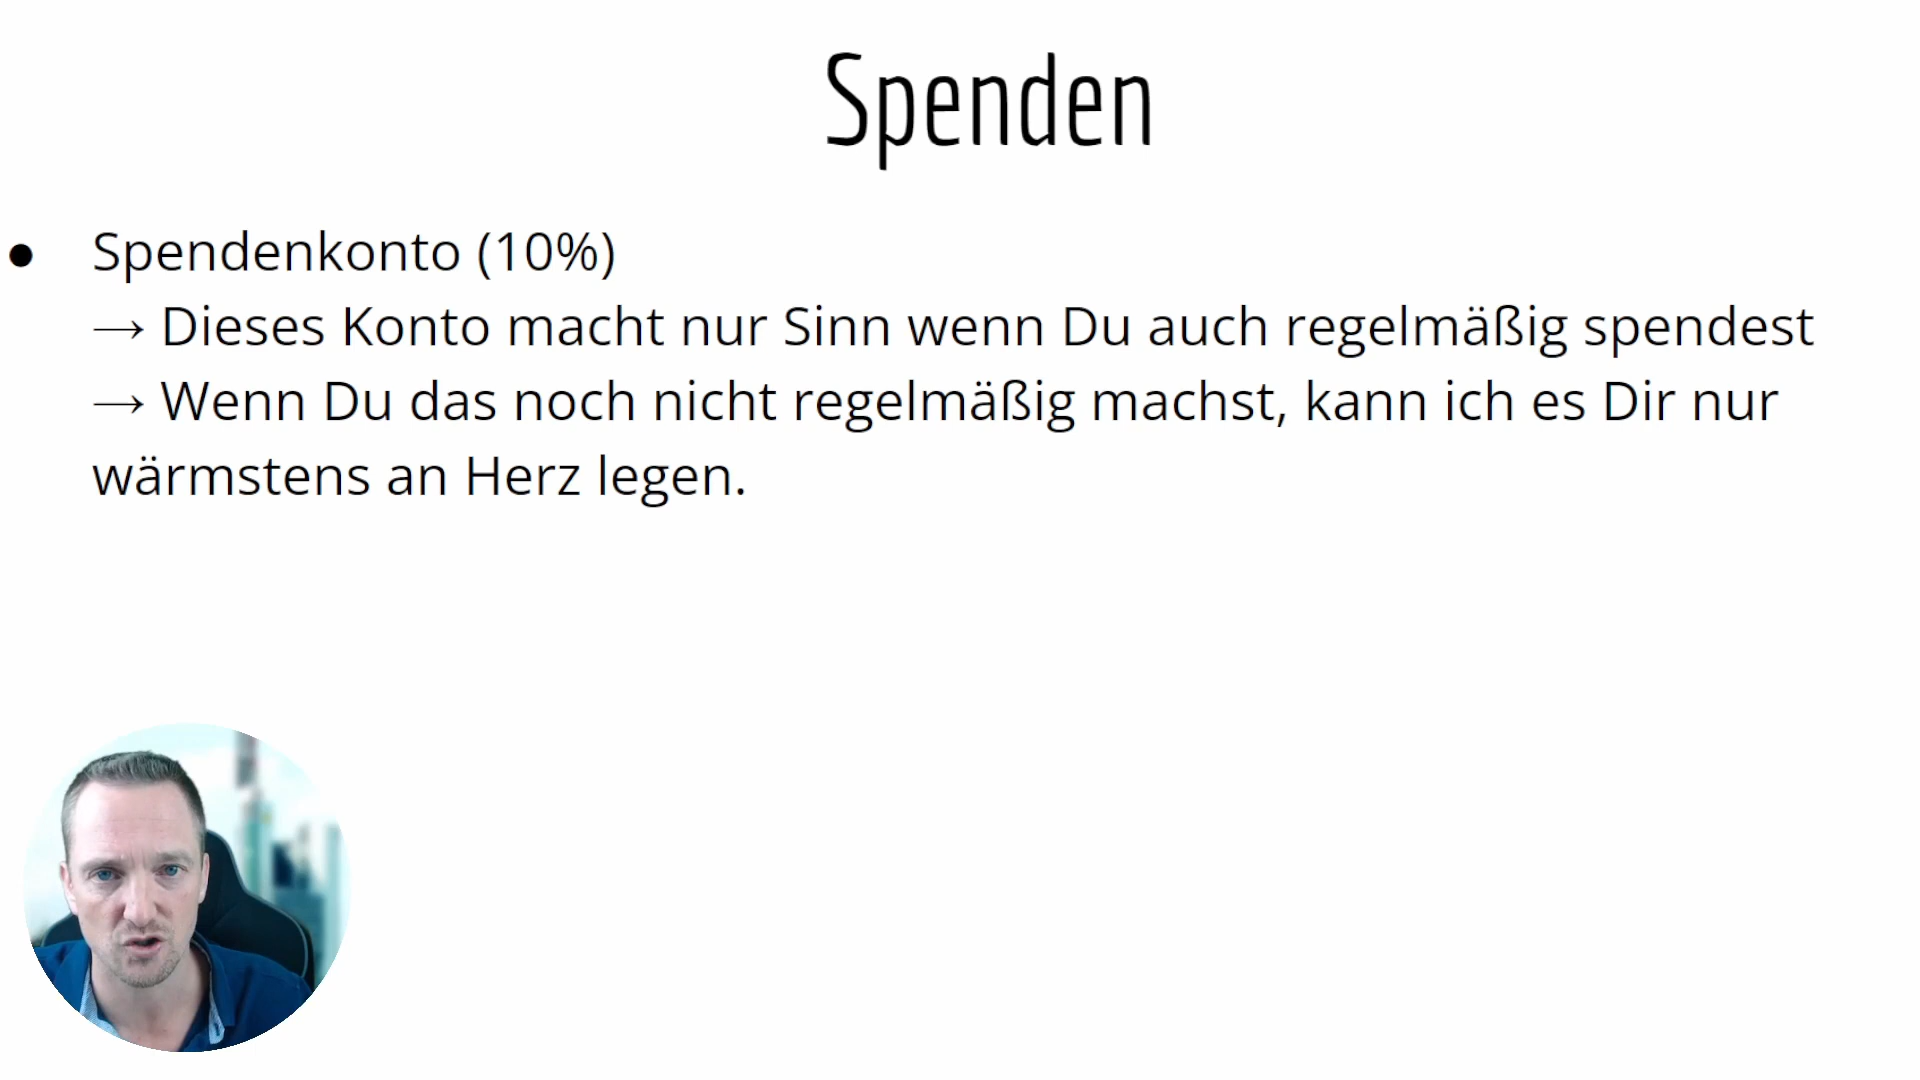 Spenden
● Spendenkonto (10%)
→ Dieses Konto macht nur Sinn wenn Du auch regelmäßig spendest
→ Wenn Du das noch nicht regelmäßig machst, kann ich es Dir nur
wärmstens an Herz legen.